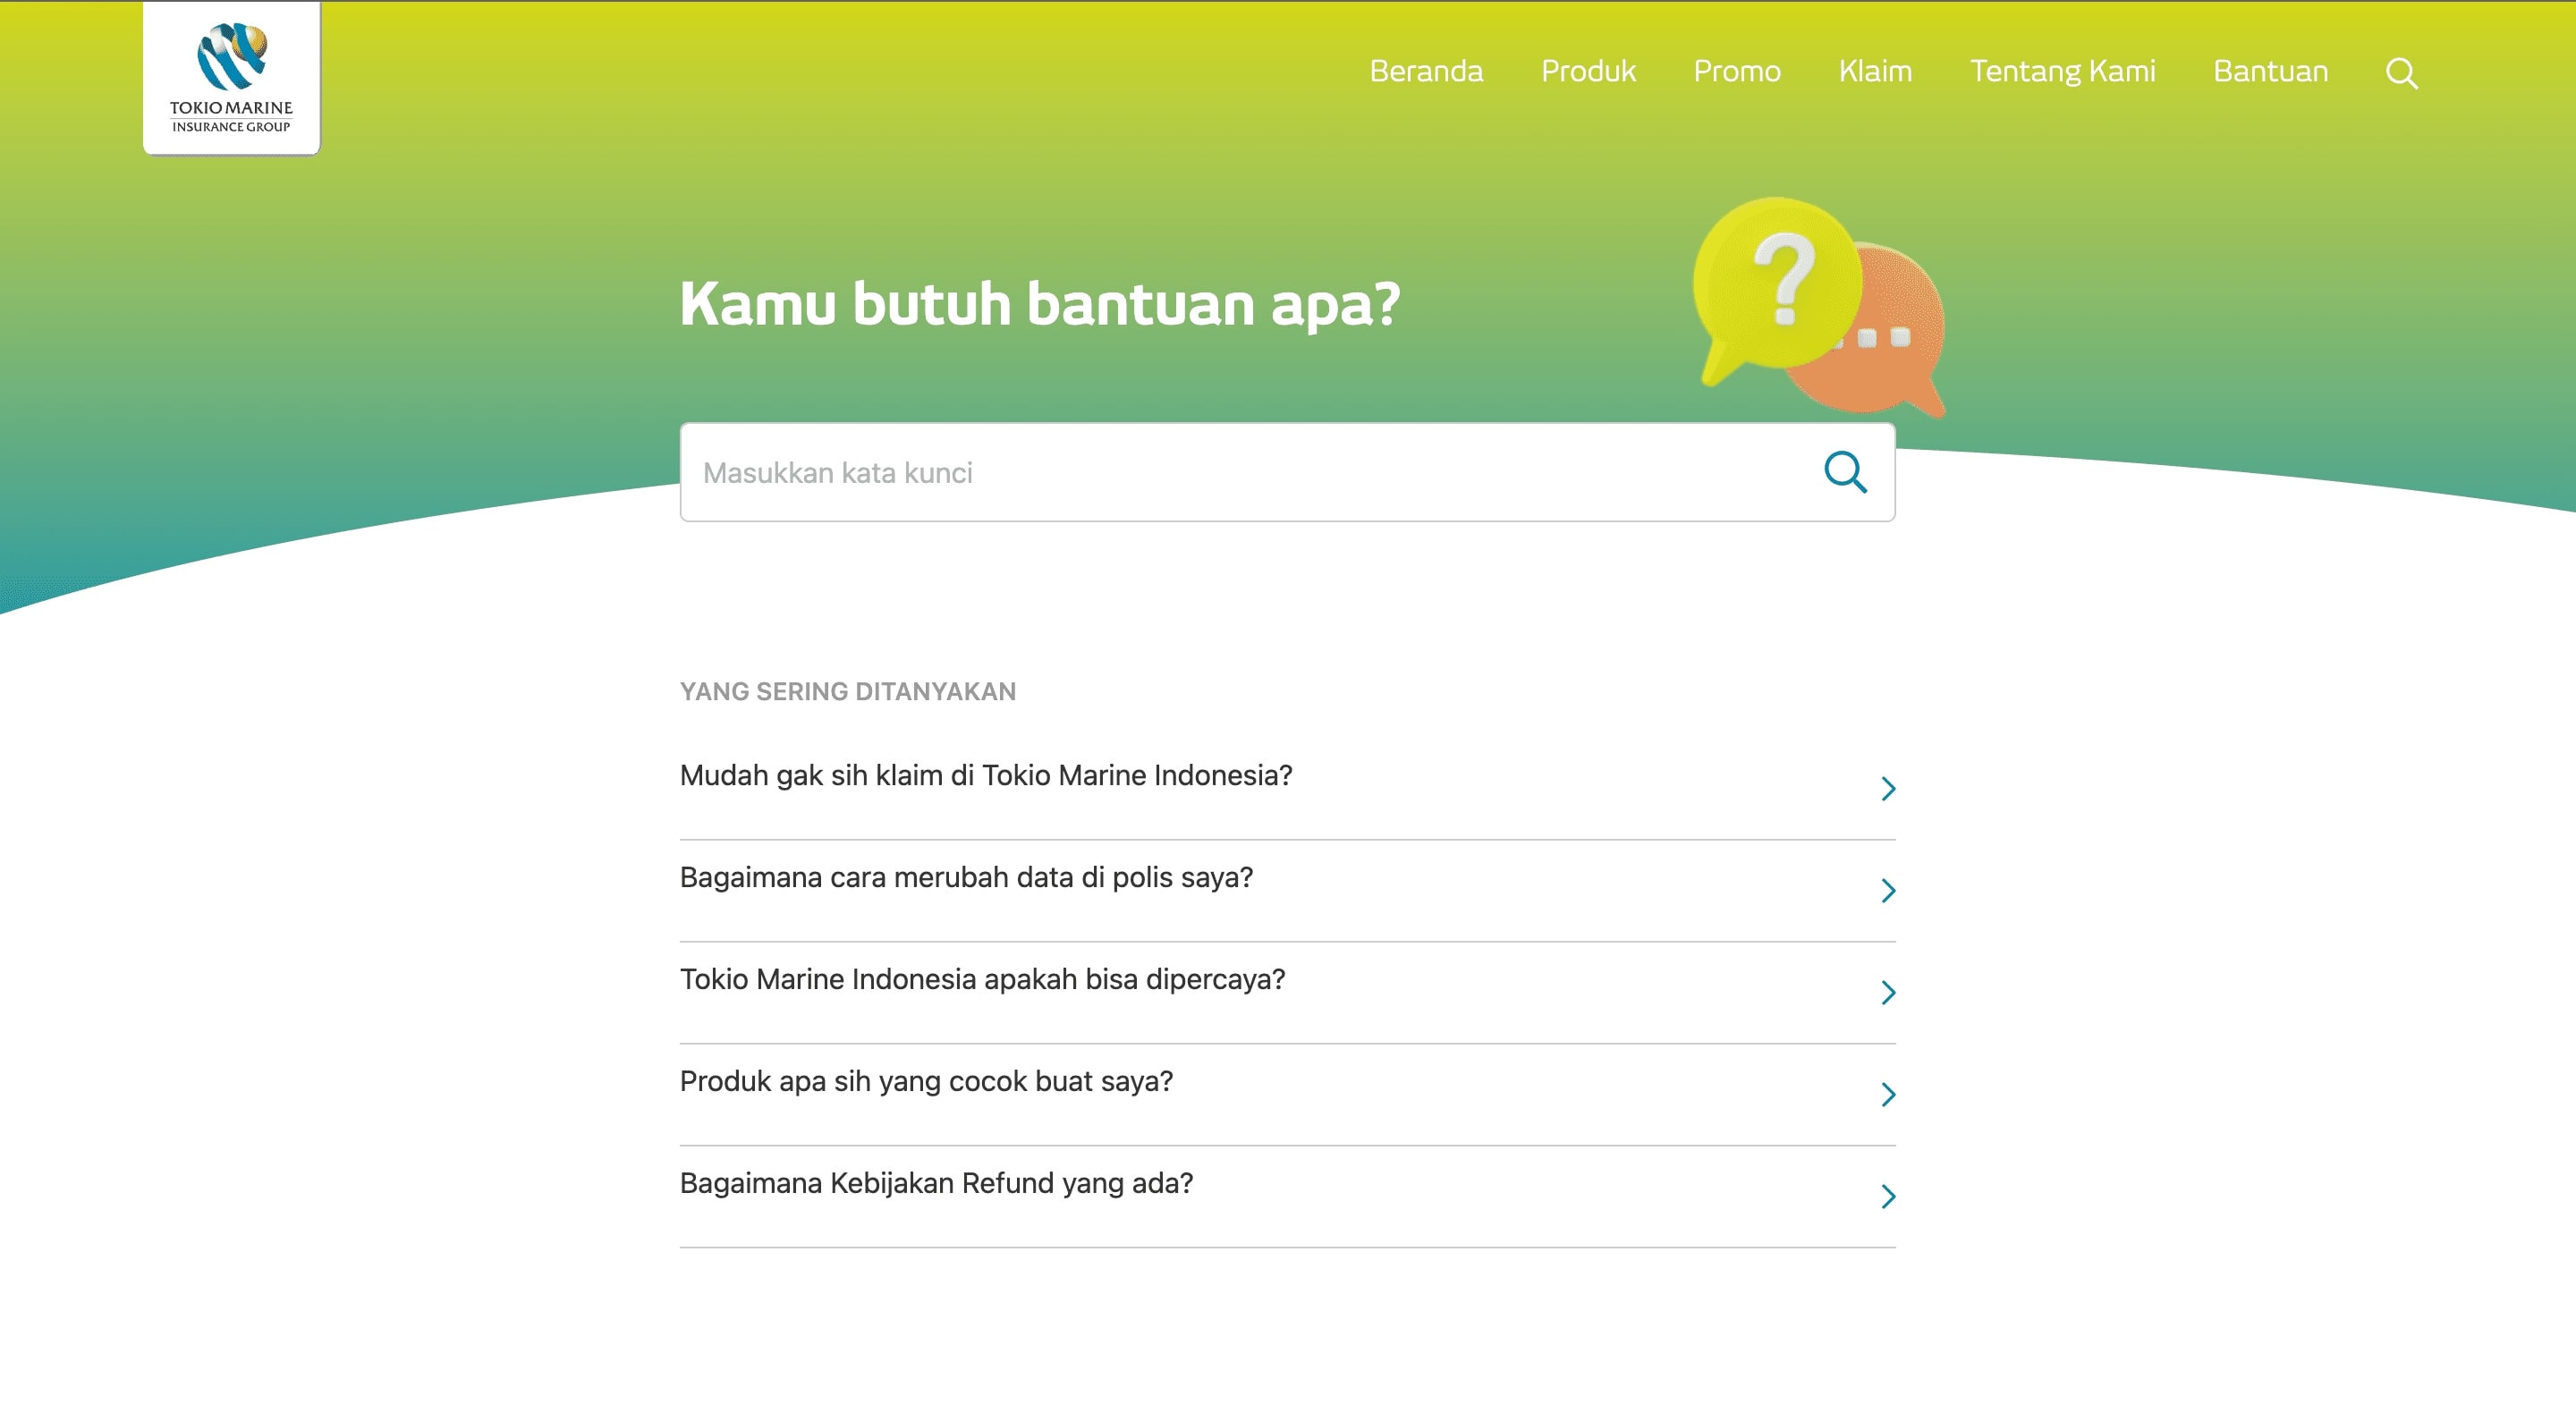 TOKIO MARINE
INSURANCE GROUP
Beranda Produk Promo Klaim Tentang Kami Bantuan
Kamu butuh bantuan apa?
?
Masukkan kata kunci
YANG SERING DITANYAKAN
Mudah gak sih klaim di Tokio Marine Indonesia?
Bagaimana cara merubah data di polis saya?
Tokio Marine Indonesia apakah bisa dipercaya?
Produk apa sih yang cocok buat saya?
Bagaimana Kebijakan Refund yang ada?